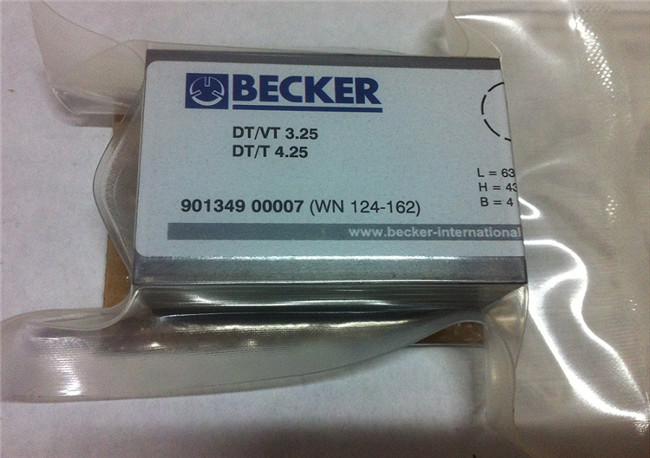 BECKER
DT/VT 3.25
DT/T 4.25
901349 00007 (WN 124-162)
L = 63
H = 43
B = 4
www.becker-international